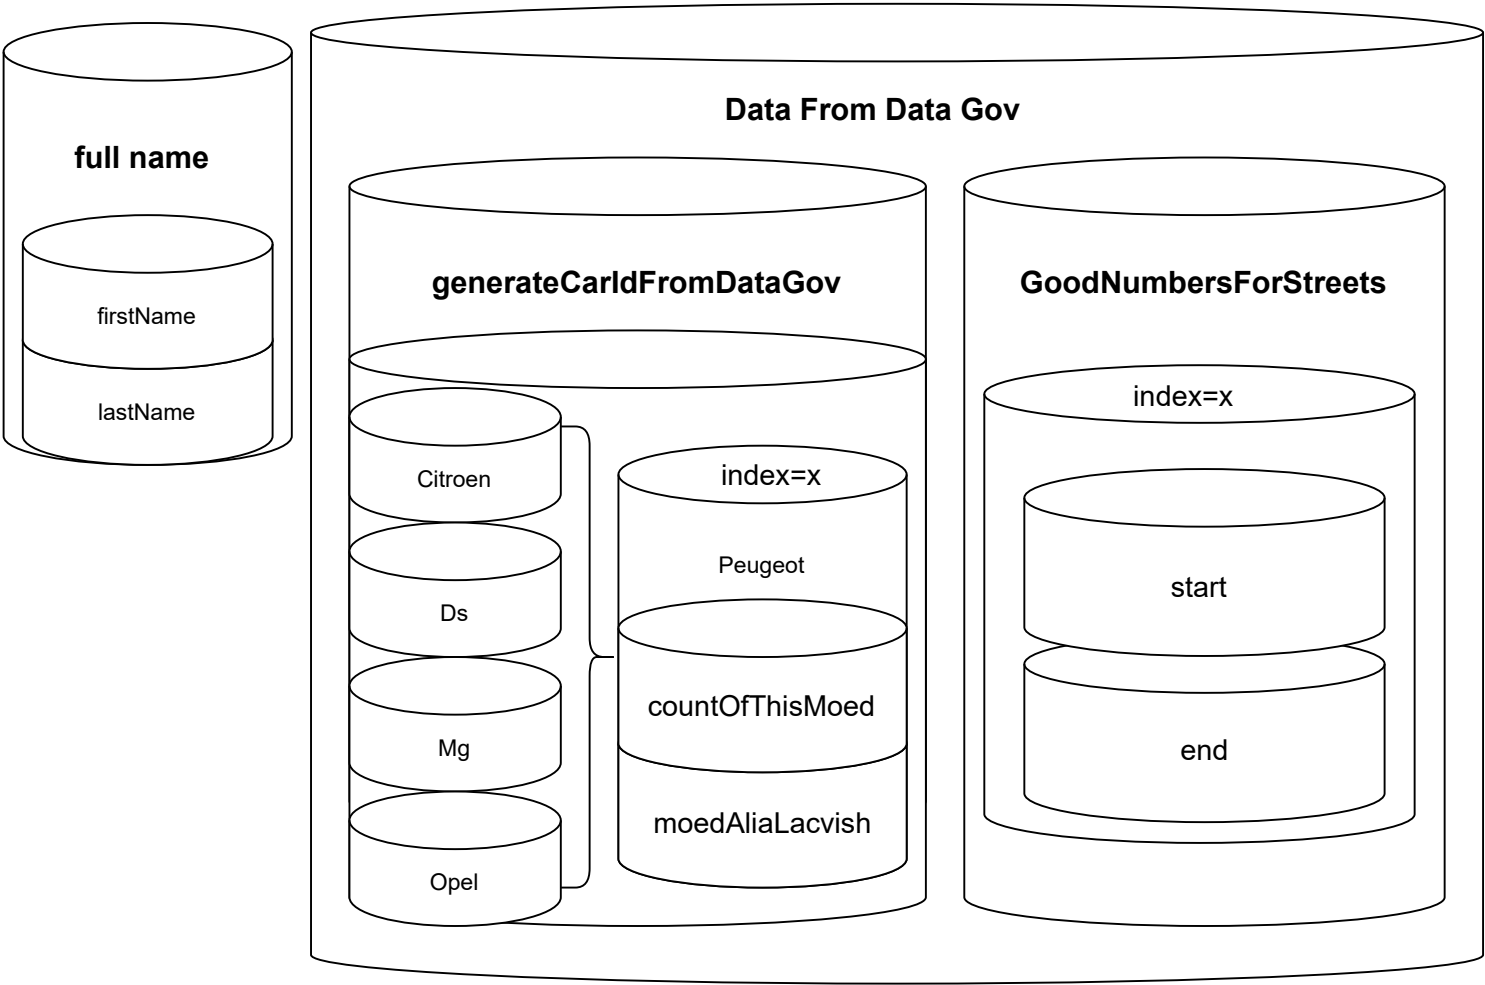 full name
firstName
lastName
Data From Data Gov
generateCarIdFromDataGov
Citroen
Ds
Mg
Opel
index=x
Peugeot
countOfThisMoed
moedAliaLacvish
GoodNumbersForStreets
index=x
start
end